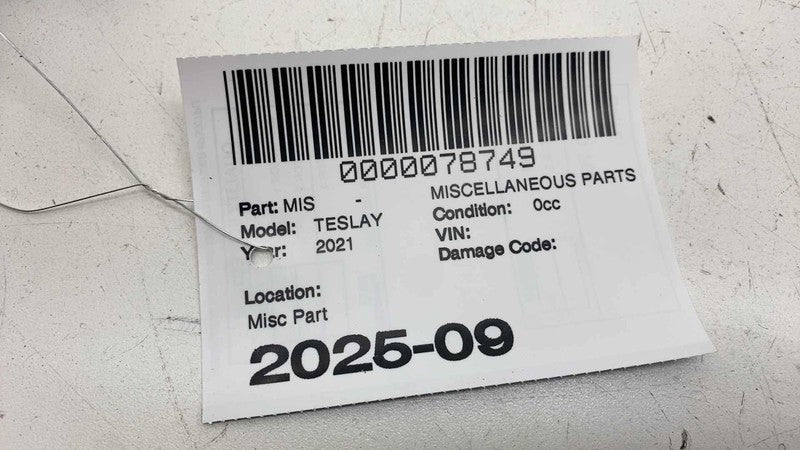 0000078749
Part: MIS - MISCELLANEOUS PARTS
Model: TESLAY Condition: 0cc
Year: 2021 VIN:
Damage Code:
Location:
Misc Part
2025-09